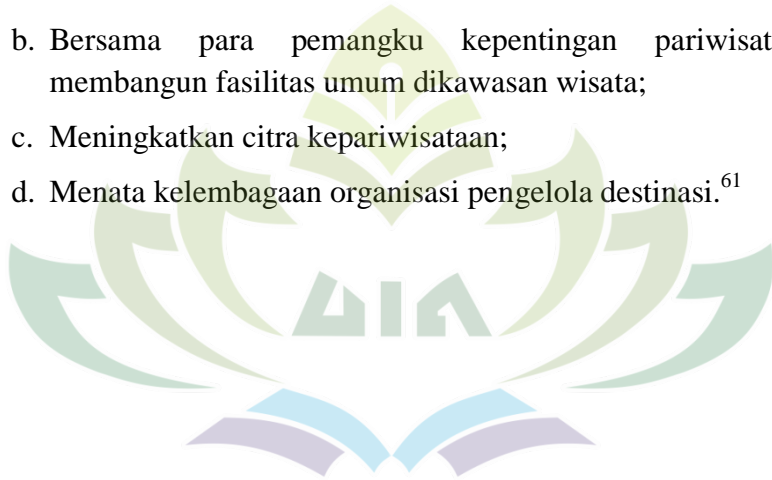 b. Bersama para pemangku kepentingan pariwisat
membangun fasilitas umum dikawasan wisata;
c. Meningkatkan citra kepariwisataan;
d. Menata kelembagaan organisasi pengelola destinasi.61
UIN